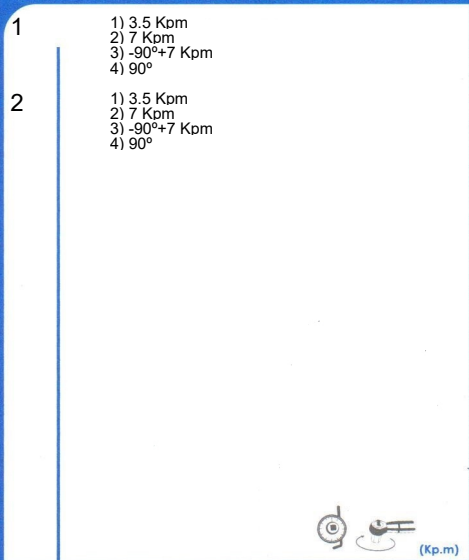 1
1) 3.5 Kpm
2) 7 Kpm
3) -90º+7 Kpm
4) 90º
2
1) 3.5 Kpm
2) 7 Kpm
3) -90º+7 Kpm
4) 90º
(Kp.m)